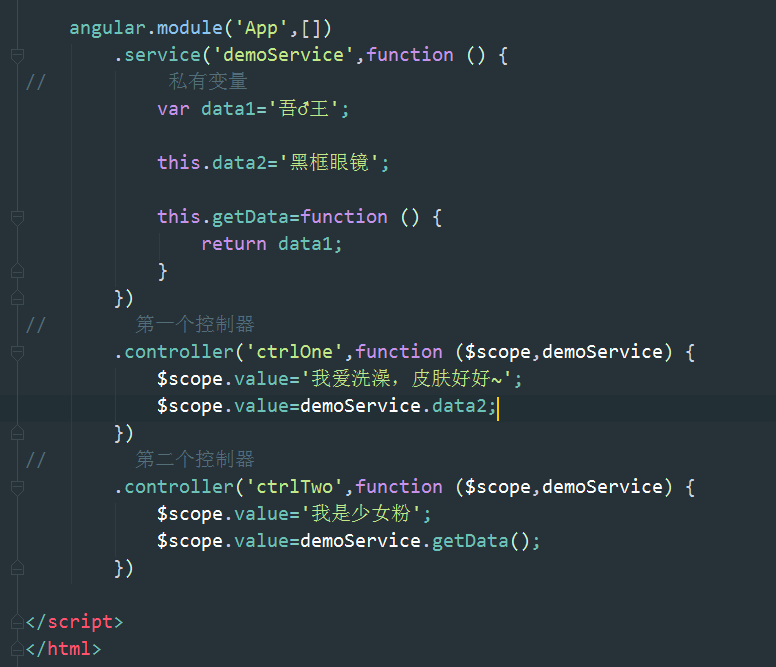 angular.module('App',[])
.service('demoService',function () {
// 私有变量
var data1='吾♂王';
this.data2='黑框眼镜';
this.getData=function () {
return data1;
}
})
// 第一个控制器
.controller('ctrlOne',function ($scope,demoService) {
$scope.value='我爱洗澡，皮肤好好~';
$scope.value=demoService.data2;
})
// 第二个控制器
.controller('ctrlTwo',function ($scope,demoService) {
$scope.value='我是少女粉';
$scope.value=demoService.getData();
})
</script>
</html>